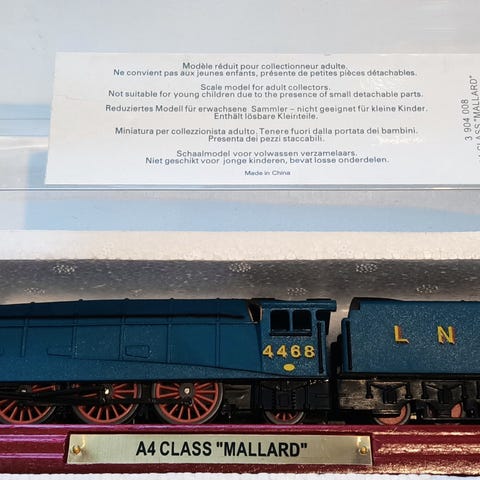 Modèle réduit pour collectionneur adulte.
Ne convient pas aux jeunes enfants, présente de petites pièces détachables.
Scale model for adult collectors.
Not suitable for young children due to the presence of small detachable parts.
Reduziertes Modell für erwachsene Sammler – nicht geeignet für kleine Kinder.
Enthält lösbare Kleinteile.
Miniatura per collezionista adulto. Tenere fuori dalla portata dei bambini.
Presenta dei pezzi staccabili.
Schaalmodel voor volwassen verzamelaars.
Niet geschikt voor jonge kinderen, bevat losse onderdelen.
Made in China
3 904 008
A4 CLASS "MALLARD"
4468
L N
A4 CLASS "MALLARD"